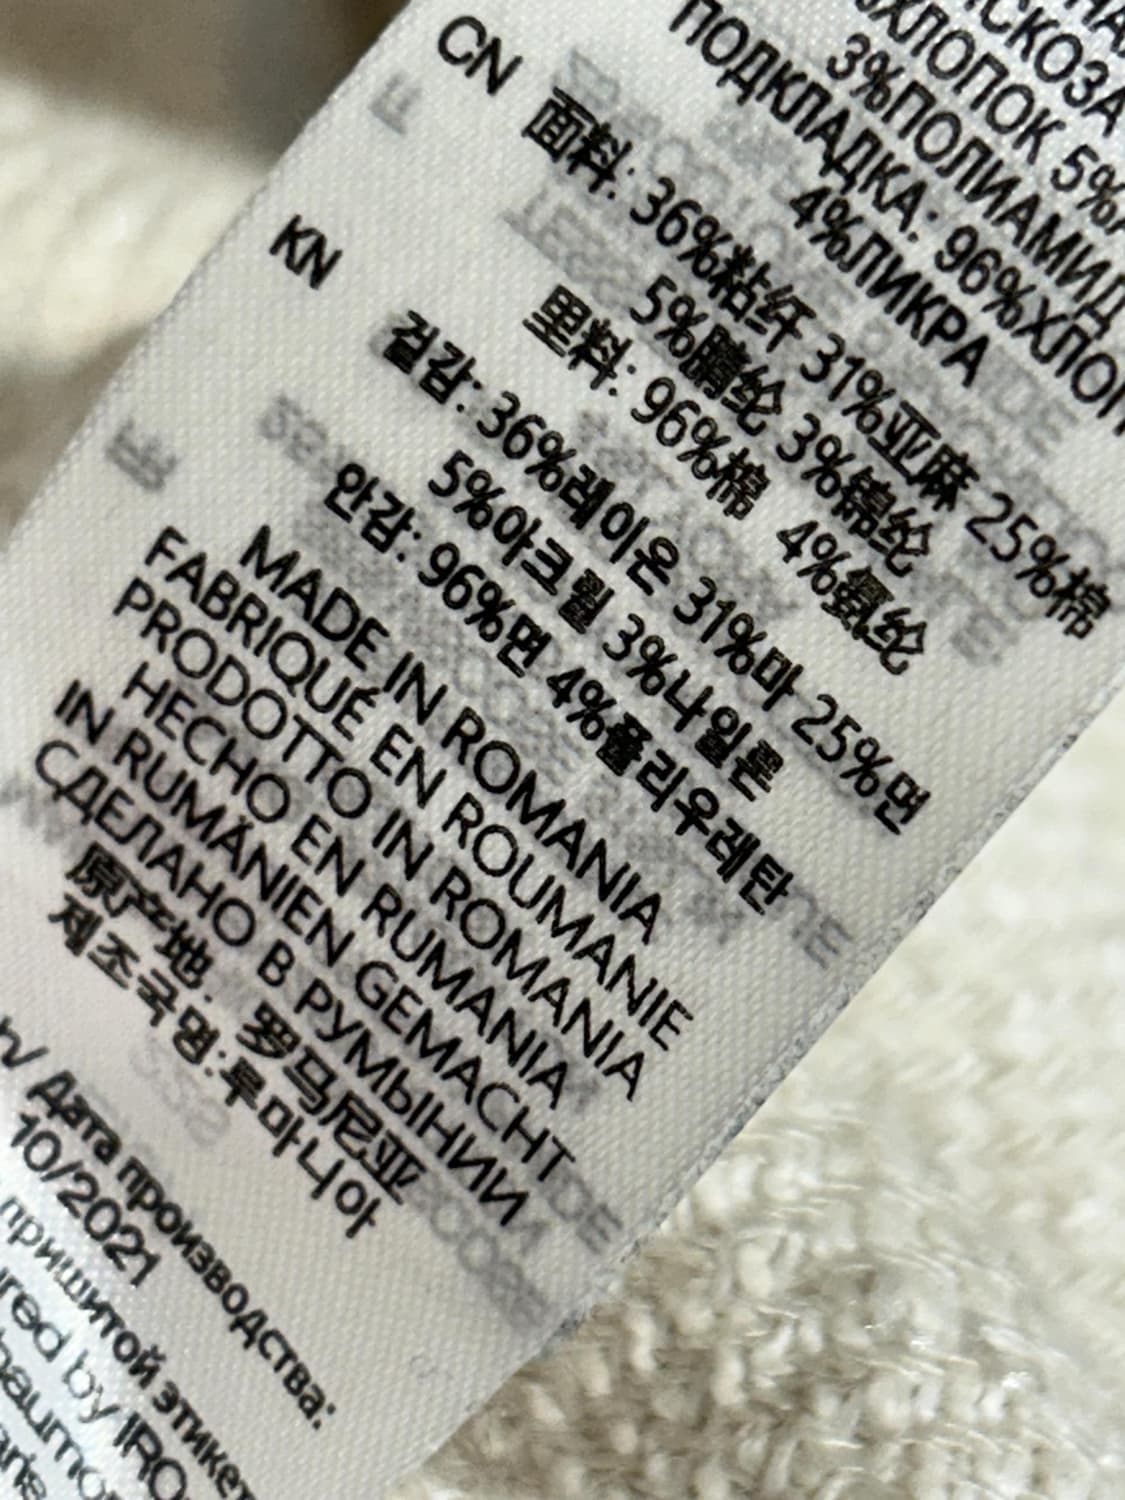 ХЛОПОК 5%
3%ПОЛИАМИД
ПОДКЛАДКА: 96%ХЛОП
4%ЛИКРА
CN 面料: 36%粘纤 31%亚麻 25%棉
5%腈纶 3%锦纶
里料: 96%棉 4%氨纶
KN
겉감: 36%레이온 31%마 25%면
5%아크릴 3%나일론
안감: 96%면 4%폴리우레탄
MADE IN ROMANIA
FABRIQUÉ EN ROUMANIE
PRODOTTO IN ROMANIA
HECHO EN RUMANIA
IN RUMÄNIEN GEMACHT
СДЕЛАНО В РУМЫНИИ
原产地: 罗马尼亚
제조국명:루마니아
Дата производства:
10/2021
пришитой этикет
red by IRO